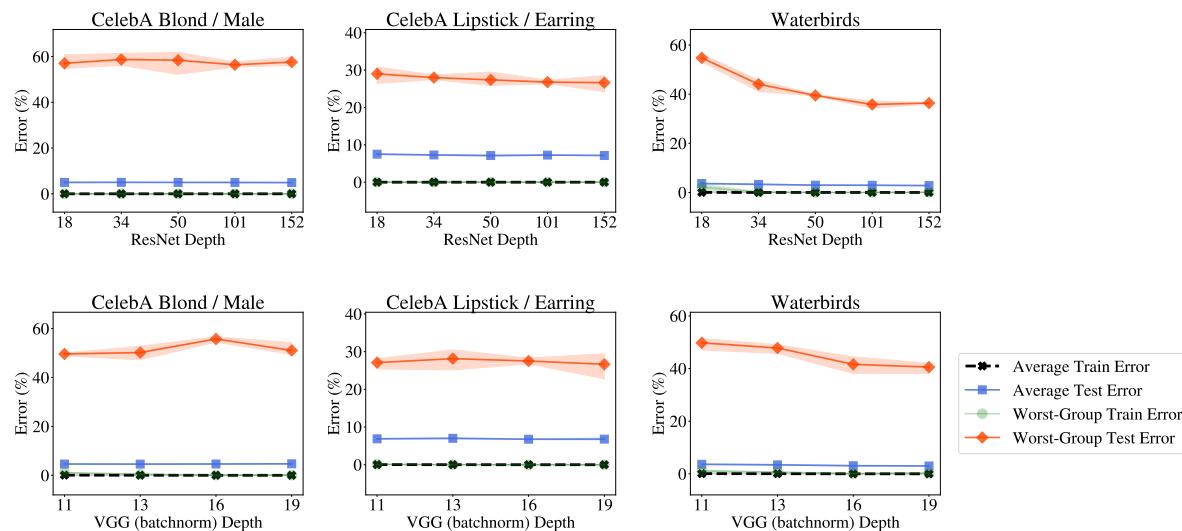 CelebA Blond / Male
60
40
20
0
Error (%)
18 34 50 101 152
ResNet Depth
CelebA Lipstick / Earring
40
30
20
10
0
Error (%)
18 34 50 101 152
ResNet Depth
Waterbirds
60
40
20
0
Error (%)
18 34 50 101 152
ResNet Depth
CelebA Blond / Male
60
40
20
0
Error (%)
11 13 16 19
VGG (batchnorm) Depth
CelebA Lipstick / Earring
40
30
20
10
0
Error (%)
11 13 16 19
VGG (batchnorm) Depth
Waterbirds
60
40
20
0
Error (%)
11 13 16 19
VGG (batchnorm) Depth
Average Train Error
Average Test Error
Worst-Group Train Error
Worst-Group Test Error